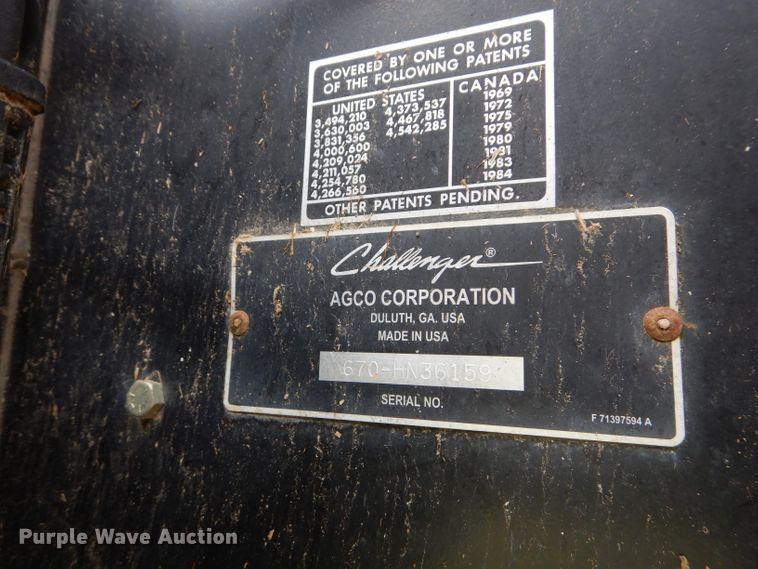 COVERED BY ONE OR MORE
OF THE FOLLOWING PATENTS
UNITED STATES
3,494,210
3,630,003
3,831,356
4,000,600
4,209,024
4,211,057
4,254,780
4,266,560
4,373,537
4,467,818
4,542,285
CANADA
1969
1972
1975
1979
1980
1931
1983
1984
OTHER PATENTS PENDING.
Challenger®
AGCO CORPORATION
DULUTH, GA. USA
MADE IN USA
*670-HN36159*
SERIAL NO.
F 71397594 A
Purple Wave Auction